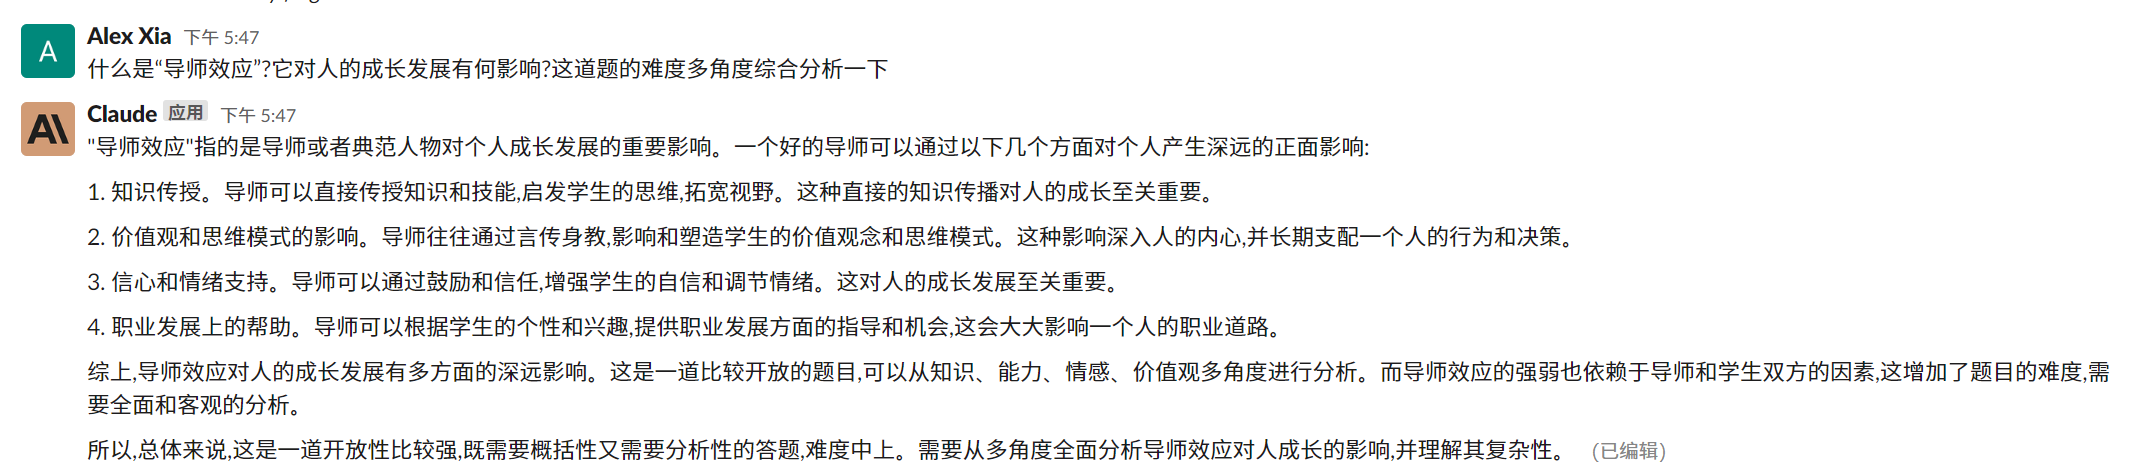 Alex Xia 下午 5:47
A
什么是“导师效应”?它对人的成长发展有何影响?这道题的难度多角度综合分析一下
Claude 应用 下午 5:47
A\
"导师效应"指的是导师或者典范人物对个人成长发展的重要影响。一个好的导师可以通过以下几个方面对个人产生深远的正面影响:
1. 知识传授。导师可以直接传授知识和技能,启发学生的思维,拓宽视野。这种直接的知识传播对人的成长至关重要。
2. 价值观和思维模式的影响。导师往往通过言传身教,影响和塑造学生的价值观念和思维模式。这种影响深入人的内心,并长期支配一个人的行为和决策。
3. 信心和情绪支持。导师可以通过鼓励和信任,增强学生的自信和调节情绪。这对人的成长发展至关重要。
4. 职业发展上的帮助。导师可以根据学生的个性和兴趣,提供职业发展方面的指导和机会,这会大大影响一个人的职业道路。
综上,导师效应对人的成长发展有多方面的深远影响。这是一道比较开放的题目,可以从知识、能力、情感、价值观多角度进行分析。而导师效应的强弱也依赖于导师和学生双方的因素,这增加了题目的难度,需
要全面和客观的分析。
所以,总体来说,这是一道开放性比较强,既需要概括性又需要分析性的答题,难度中上。需要从多角度全面分析导师效应对人成长的影响,并理解其复杂性。 (已编辑)